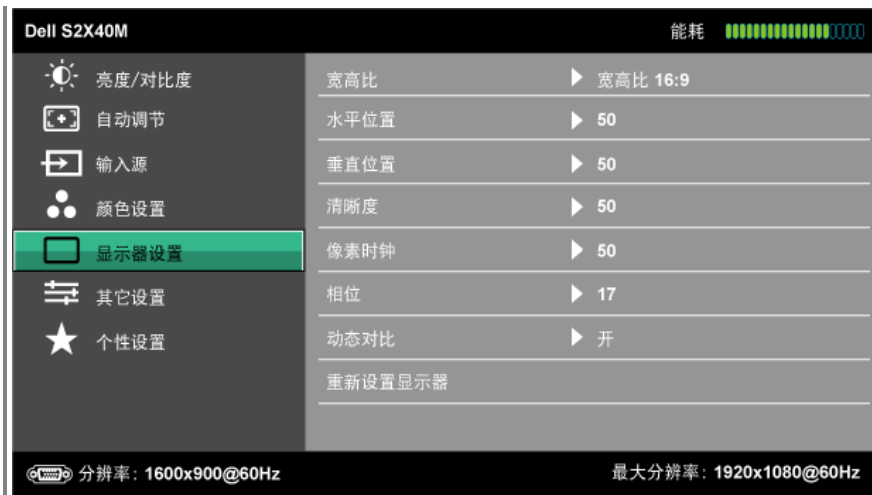 Dell S2X40M 能耗
亮度/对比度 宽高比 宽高比 16:9
自动调节 水平位置 50
输入源 垂直位置 50
颜色设置 清晰度 50
显示器设置 像素时钟 50
其它设置 相位 17
个性设置 动态对比 开
重新设置显示器
分辨率: 1600x900@60Hz 最大分辨率: 1920x1080@60Hz